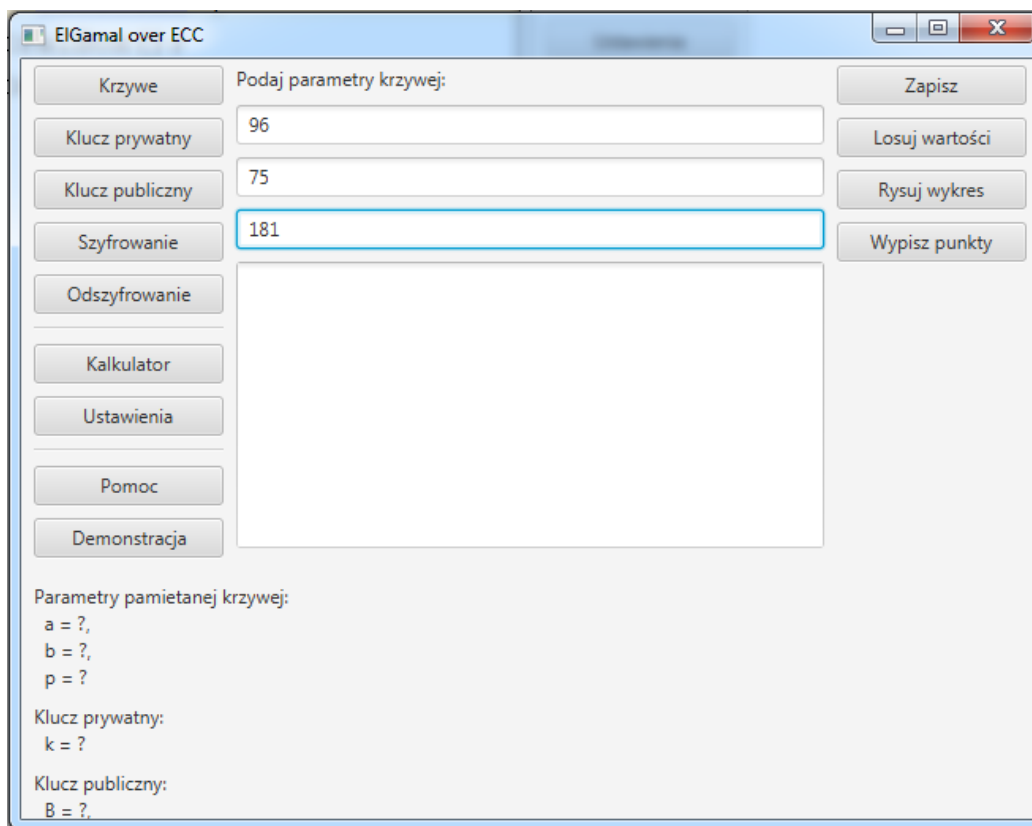 ElGamal over ECC
Krzywe
Klucz prywatny
Klucz publiczny
Szyfrowanie
Odszyfrowanie
Kalkulator
Ustawienia
Pomoc
Demonstracja
Podaj parametry krzywej:
96
75
181
Zapisz
Losuj wartości
Rysuj wykres
Wypisz punkty
Parametry pamietanej krzywej:
a = ?,
b = ?,
p = ?
Klucz prywatny:
k = ?
Klucz publiczny:
B = ?,